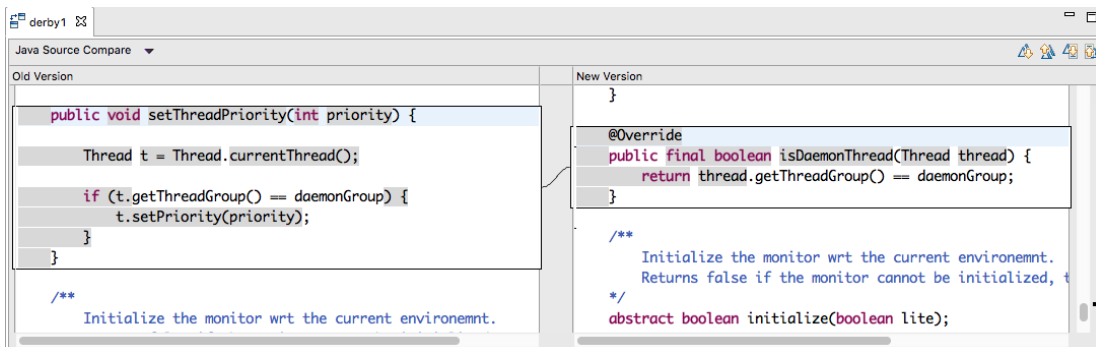 derby1
Java Source Compare
Old Version
public void setThreadPriority(int priority) {
Thread t = Thread.currentThread();
if (t.getThreadGroup() == daemonGroup) {
t.setPriority(priority);
}
}
/**
Initialize the monitor wrt the current environemnt.
New Version
}
@Override
public final boolean isDaemonThread(Thread thread) {
return thread.getThreadGroup() == daemonGroup;
}
/**
Initialize the monitor wrt the current environemnt.
Returns false if the monitor cannot be initialized, t
*/
abstract boolean initialize(boolean lite);